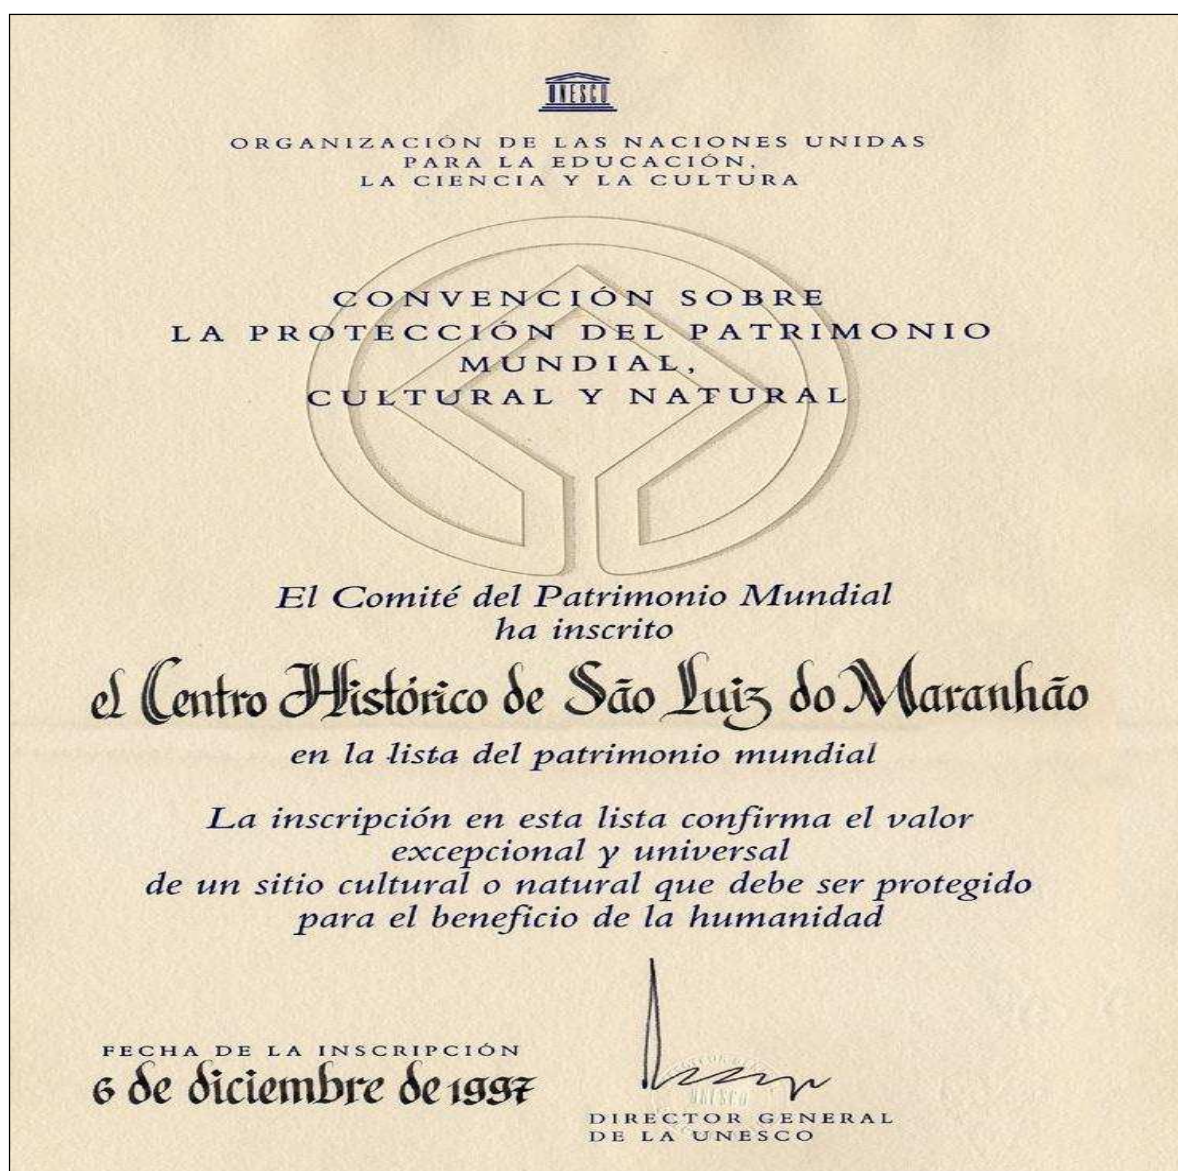 UNESCO
ORGANIZACIÓN DE LAS NACIONES UNIDAS
PARA LA EDUCACIÓN,
LA CIENCIA Y LA CULTURA
CONVENCIÓN SOBRE
LA PROTECCIÓN DEL PATRIMONIO
MUNDIAL,
CULTURAL Y NATURAL
El Comité del Patrimonio Mundial
ha inscrito
el Centro Histórico de São Luiz do Maranhão
en la lista del patrimonio mundial
La inscripción en esta lista confirma el valor
excepcional y universal
de un sitio cultural o natural que debe ser protegido
para el beneficio de la humanidad
FECHA DE LA INSCRIPCIÓN
6 de diciembre de 1997
UNESCO
DIRECTOR GENERAL
DE LA UNESCO